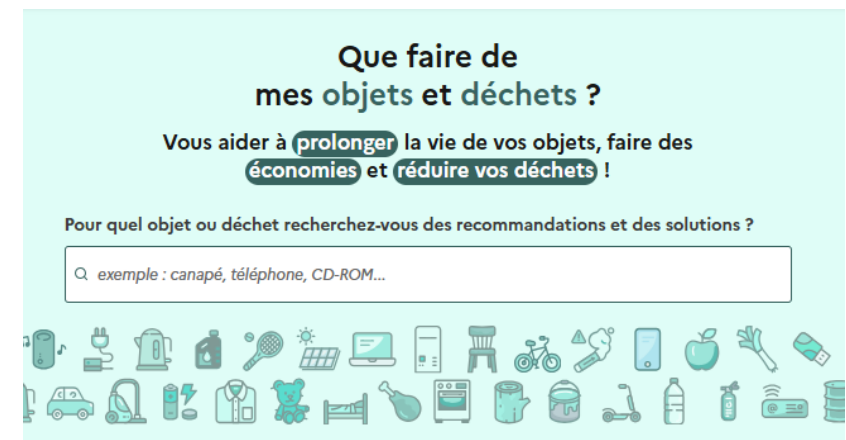 Que faire de
mes objets et déchets ?
Vous aider à prolonger la vie de vos objets, faire des
économies et réduire vos déchets !
Pour quel objet ou déchet recherchez-vous des recommandations et des solutions ?
exemple : canapé, téléphone, CD-ROM...